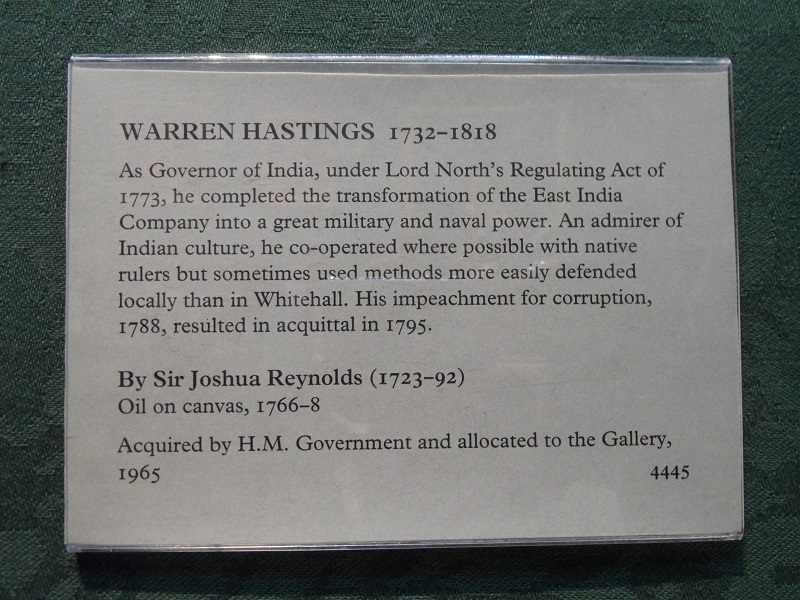 WARREN HASTINGS 1732–1818
As Governor of India, under Lord North's Regulating Act of
1773, he completed the transformation of the East India
Company into a great military and naval power. An admirer of
Indian culture, he co-operated where possible with native
rulers but sometimes used methods more easily defended
locally than in Whitehall. His impeachment for corruption,
1788, resulted in acquittal in 1795.
By Sir Joshua Reynolds (1723–92)
Oil on canvas, 1766–8
Acquired by H.M. Government and allocated to the Gallery,
1965 4445